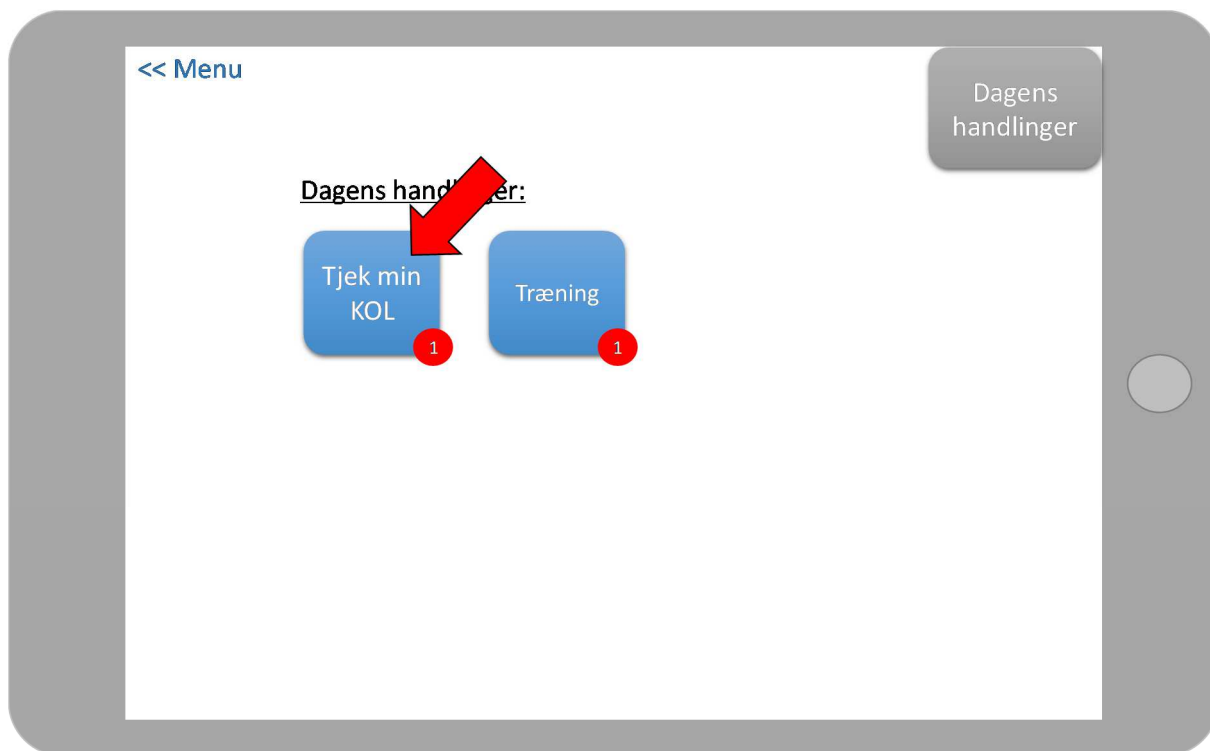 << Menu
Dagens
handlinger
Dagens handlinger:
Tjek min
KOL
1
Træning
1